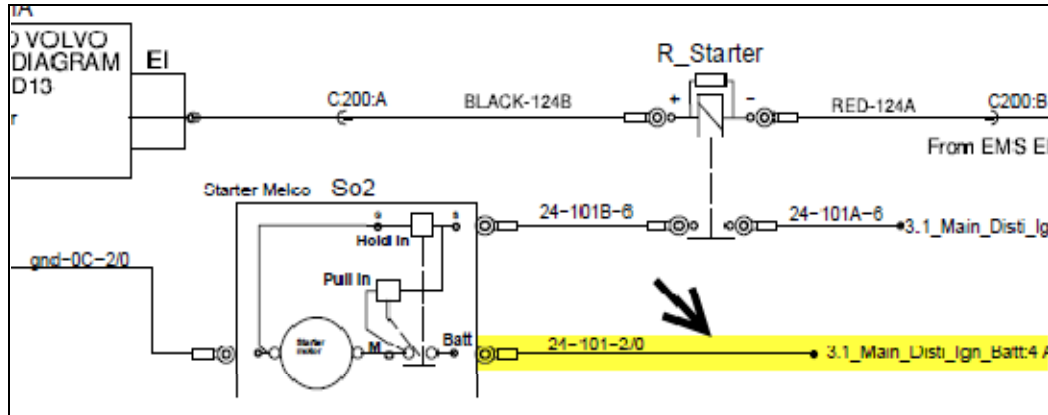 O VOLVO
DIAGRAM
D13
EI
C200:A
BLACK-124B
R_Starter
+
-
RED-124A
C200:B
From EMS
Starter Melco So2
24-101B-6
24-101A-6
3.1_Main_Disti_Ig
Hold In
S
gnd-0C-2/0
Pull In
Starter
motor
M
Batt
24-101-2/0
3.1_Main_Disti_Ign_Batt:4 A